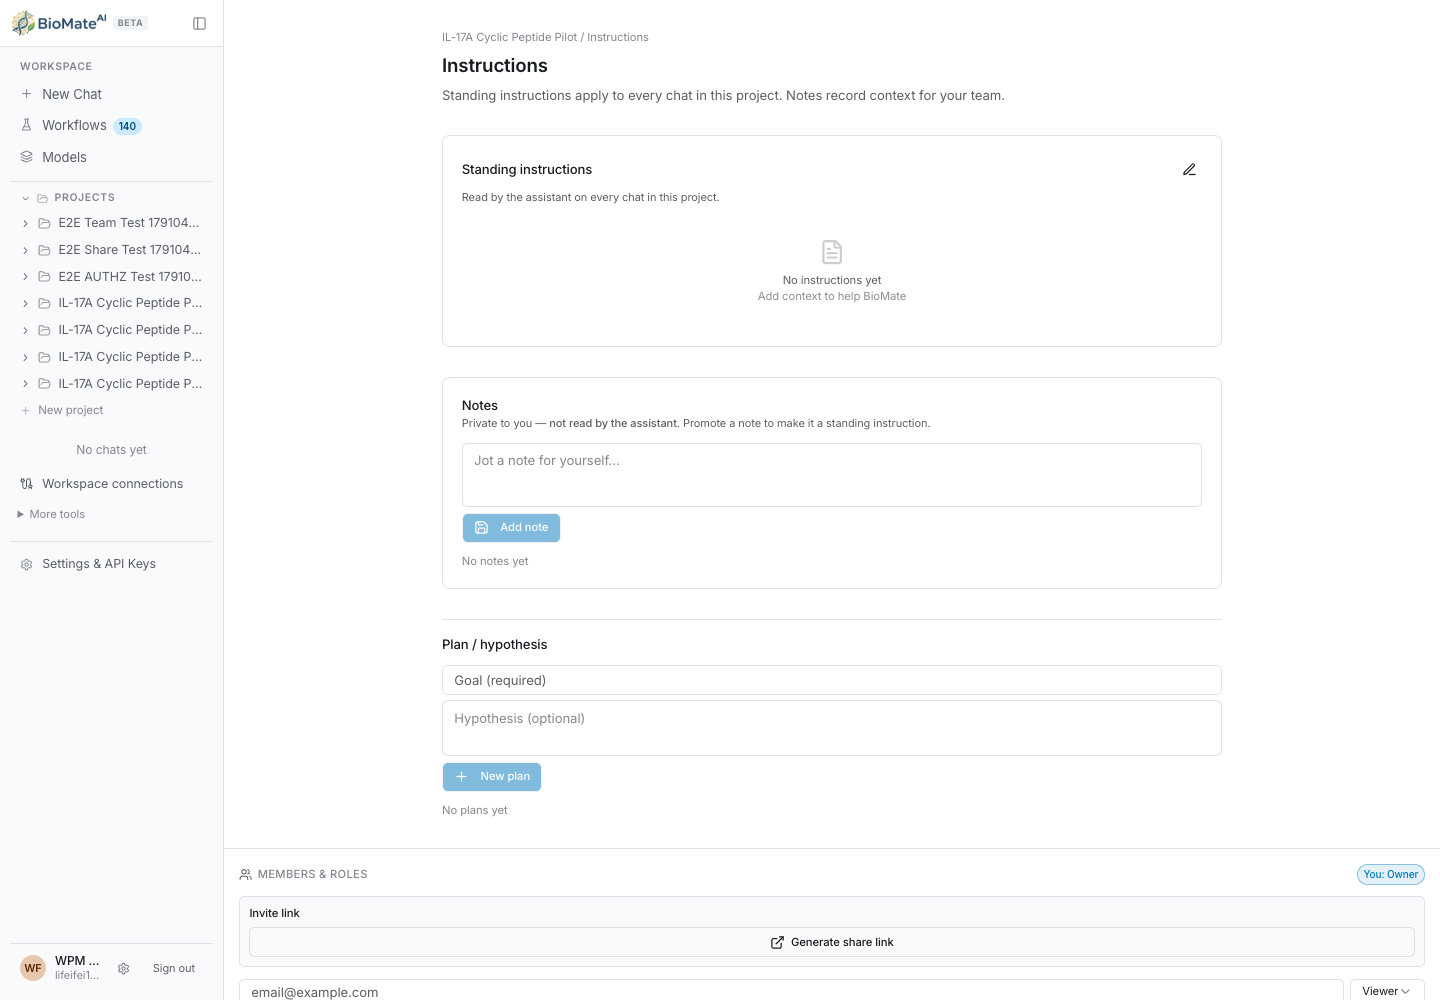 BioMate AI BETA
WORKSPACE
New Chat
Workflows 140
Models
PROJECTS
E2E Team Test 179104...
E2E Share Test 179104...
E2E AUTHZ Test 17910...
IL-17A Cyclic Peptide P...
IL-17A Cyclic Peptide P...
IL-17A Cyclic Peptide P...
IL-17A Cyclic Peptide P...
New project
No chats yet
Workspace connections
More tools
Settings & API Keys
WF
WPM ...
lifeifei1...
Sign out
IL-17A Cyclic Peptide Pilot / Instructions
Instructions
Standing instructions apply to every chat in this project. Notes record context for your team.
Standing instructions
Read by the assistant on every chat in this project.
No instructions yet
Add context to help BioMate
Notes
Private to you — not read by the assistant. Promote a note to make it a standing instruction.
Jot a note for yourself...
Add note
No notes yet
Plan / hypothesis
Goal (required)
Hypothesis (optional)
New plan
No plans yet
MEMBERS & ROLES
You: Owner
Invite link
Generate share link
email@example.com
Viewer